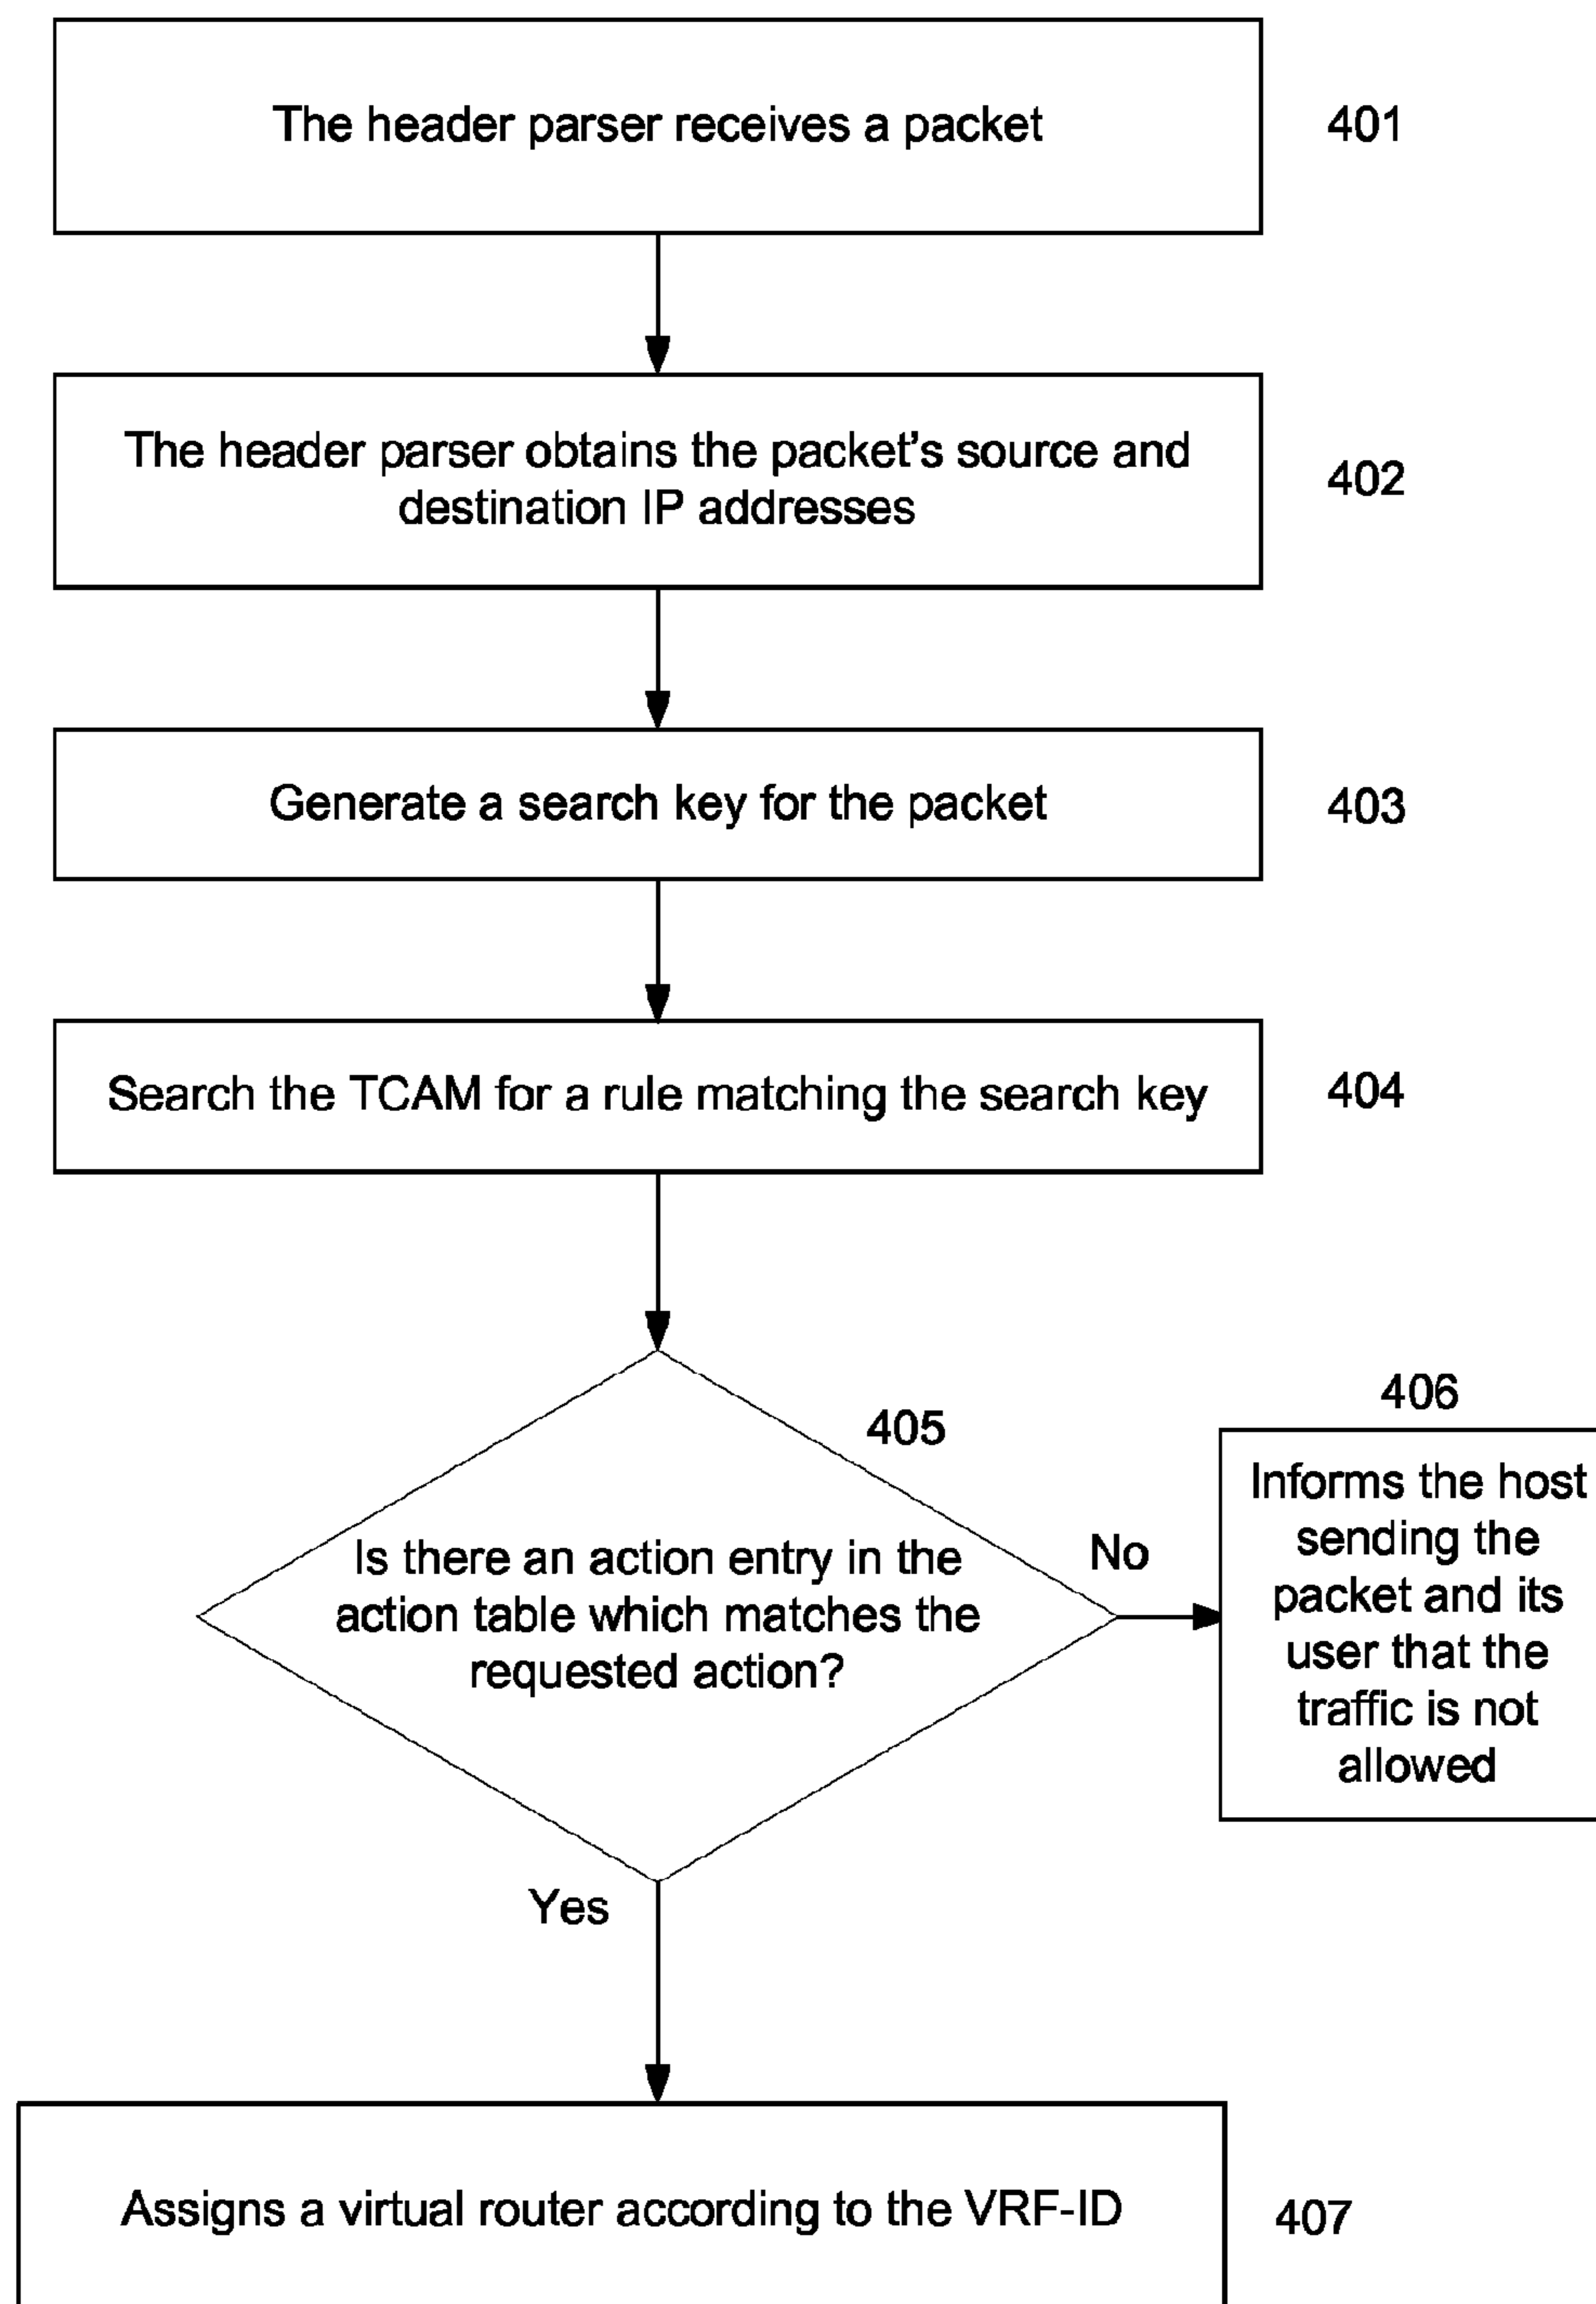 The header parser receives a packet
401
The header parser obtains the packet's source and
destination IP addresses
402
Generate a search key for the packet
403
Search the TCAM for a rule matching the search key
404
405
Is there an action entry in the
action table which matches the
requested action?
No
406
Informs the host
sending the
packet and its
user that the
traffic is not
allowed
Yes
Assigns a virtual router according to the VRF-ID
407